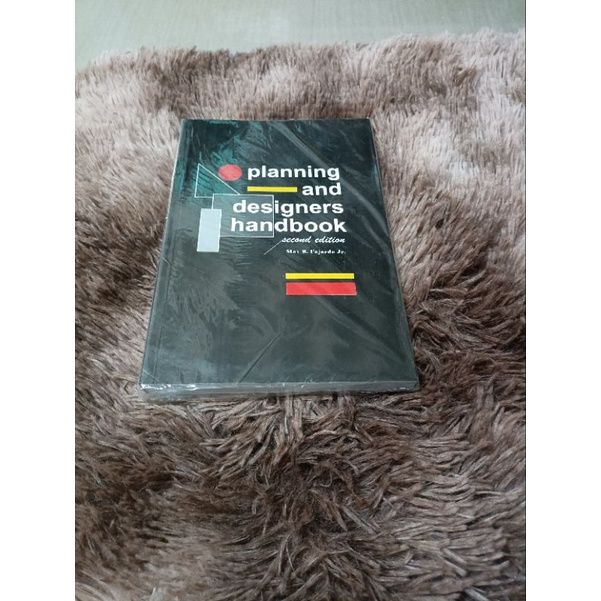 planning
and
designers
handbook
second edition
Max B. Fajardo Jr.